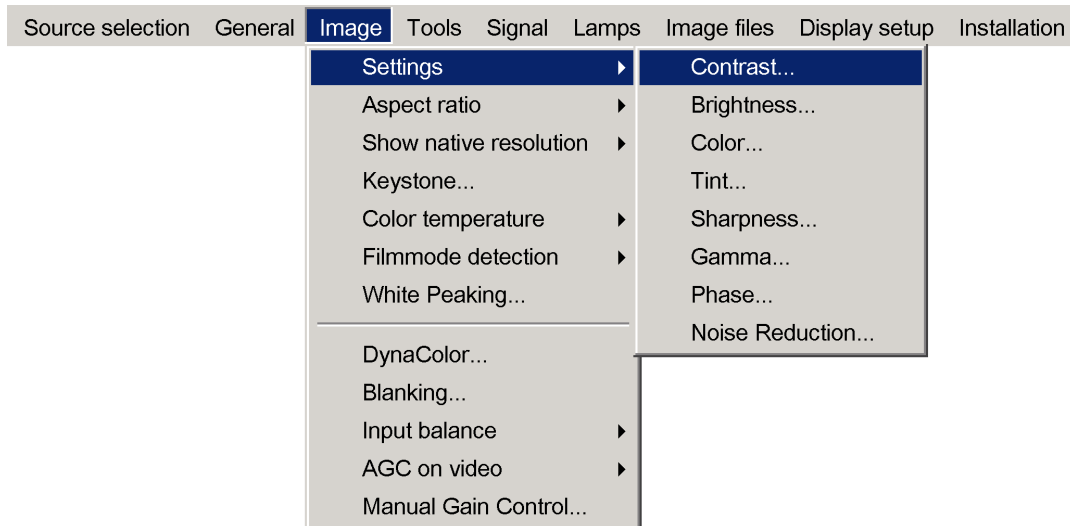 Source selection General Image Tools Signal Lamps Image files Display setup Installation
Settings
Aspect ratio
Show native resolution
Keystone...
Color temperature
Filmmode detection
White Peaking...
DynaColor...
Blanking...
Input balance
AGC on video
Manual Gain Control...
Contrast...
Brightness...
Color...
Tint...
Sharpness...
Gamma...
Phase...
Noise Reduction...